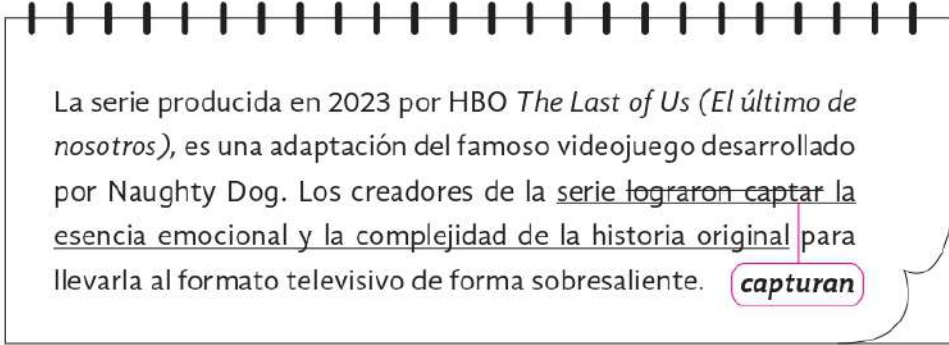 La serie producida en 2023 por HBO The Last of Us (El último de
nosotros), es una adaptación del famoso videojuego desarrollado
por Naughty Dog. Los creadores de la serie lograron captar la
esencia emocional y la complejidad de la historia original para
llevarla al formato televisivo de forma sobresaliente. capturan